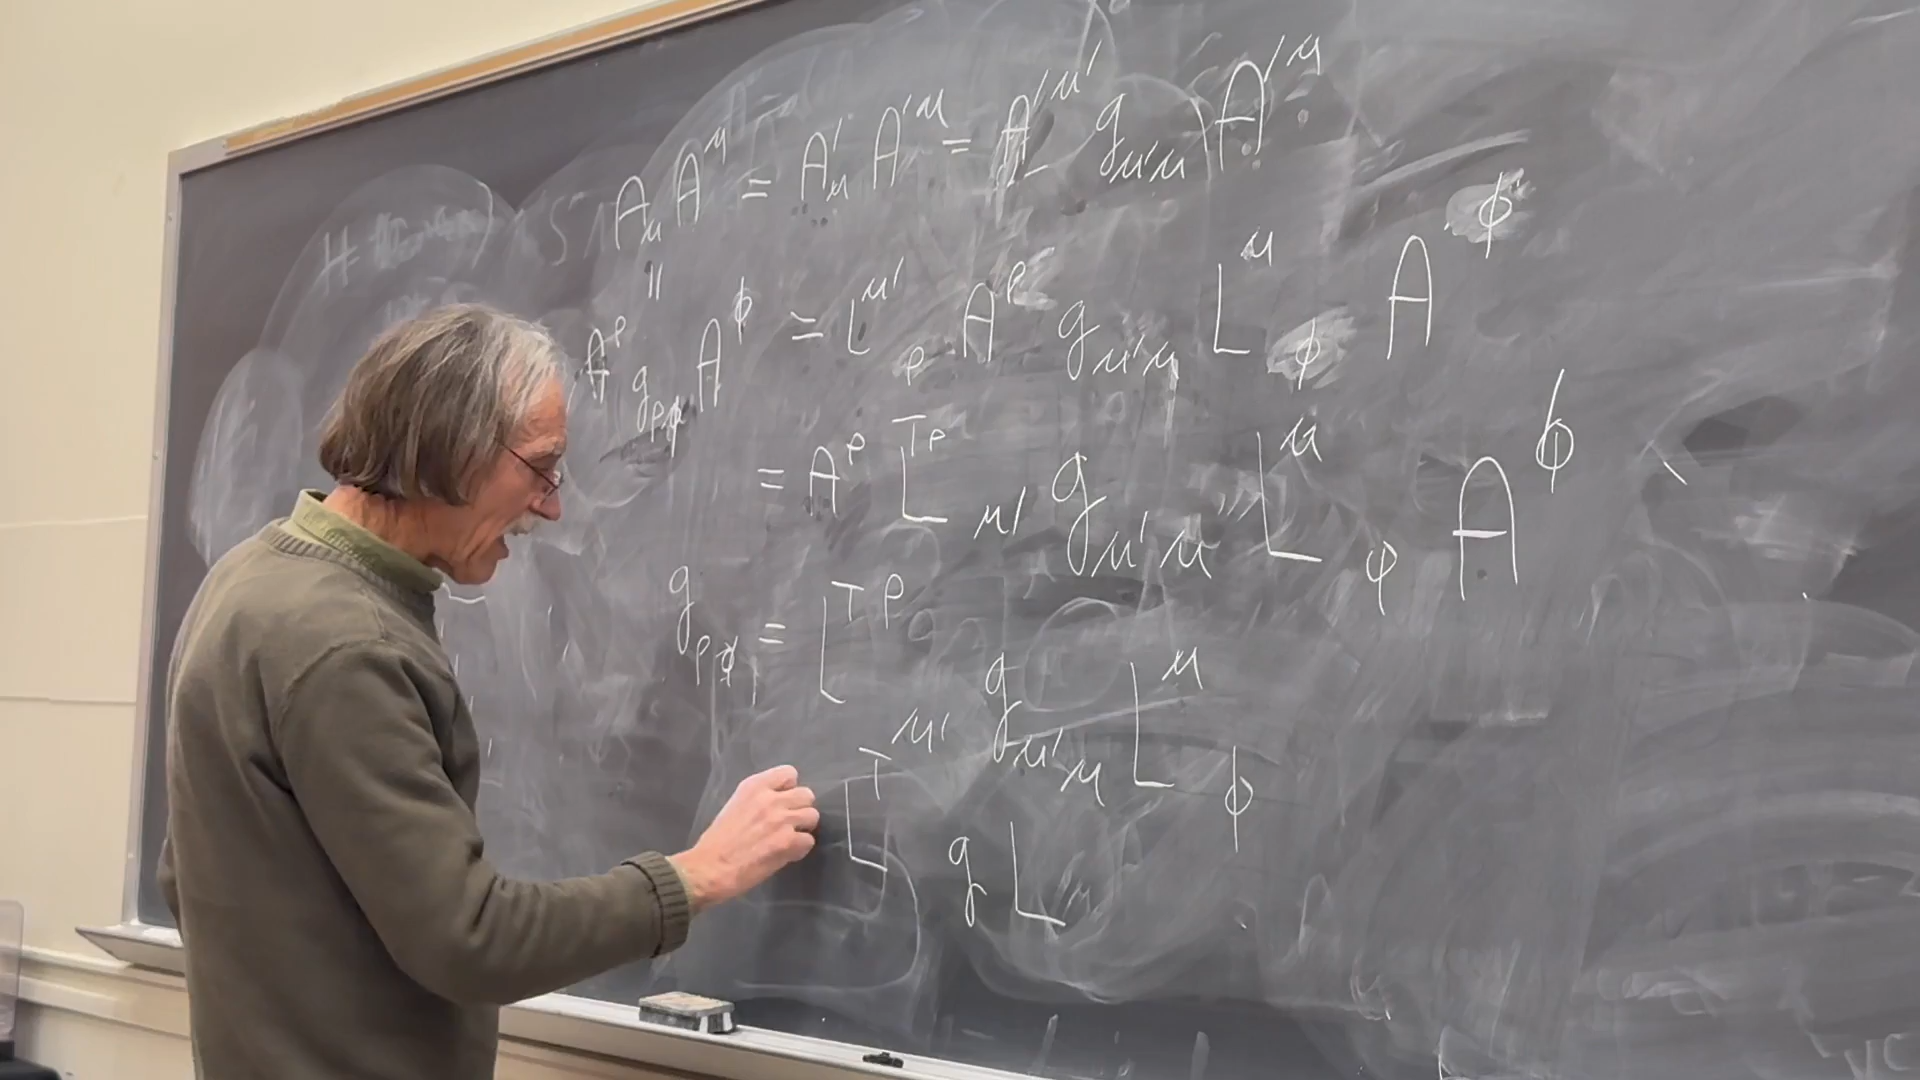 A_μ A^μ = A'_μ A'^μ = A'^μ' g_μ'μ A'^μ
||
A^ρ g_ρφ A^φ = L^μ'_ρ A^ρ g_μ'μ L^μ_φ A^φ
= A^ρ L^Tρ_μ' g_μ'μ L^μ_φ A^φ
g_ρφ = L^Tρ_μ' g_μ'μ L^μ_φ
L^T g L